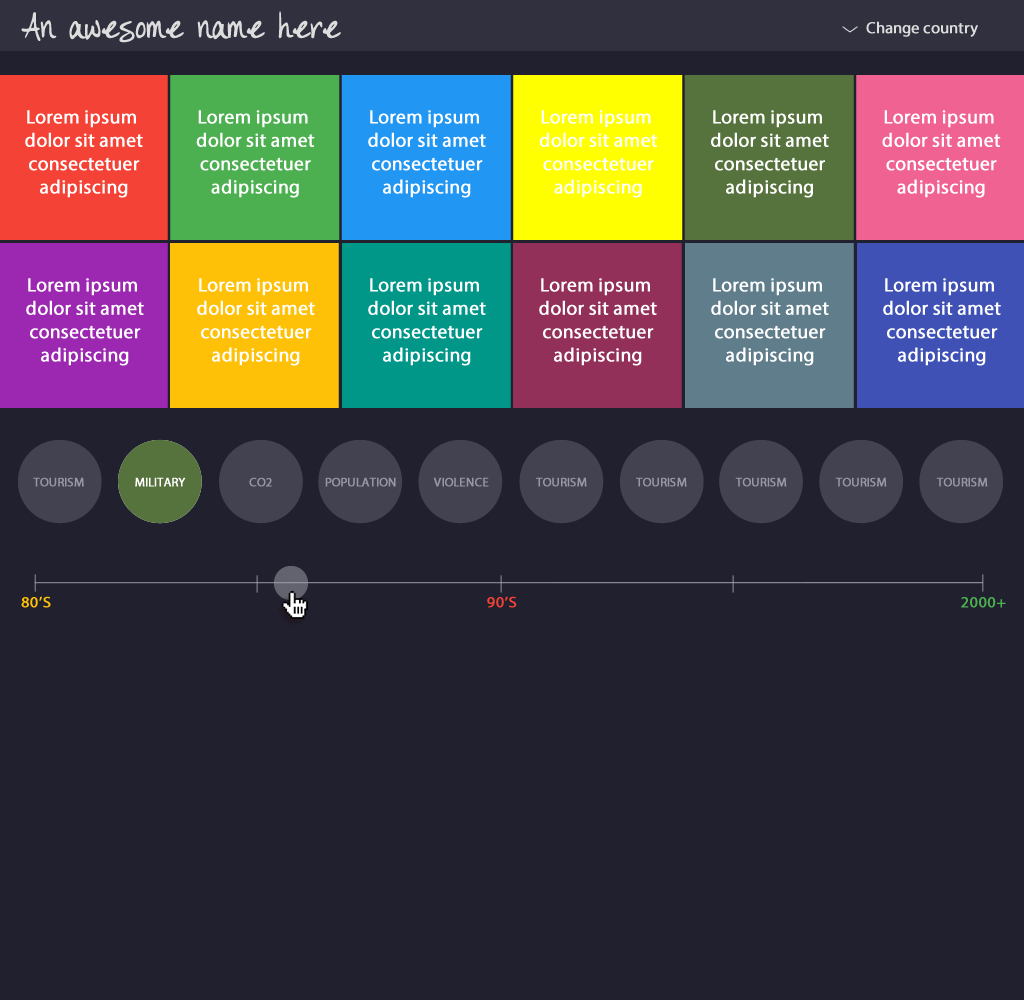 An awesome name here
Change country
Lorem ipsum
dolor sit amet
consectetuer
adipiscing
Lorem ipsum
dolor sit amet
consectetuer
adipiscing
Lorem ipsum
dolor sit amet
consectetuer
adipiscing
Lorem ipsum
dolor sit amet
consectetuer
adipiscing
Lorem ipsum
dolor sit amet
consectetuer
adipiscing
Lorem ipsum
dolor sit amet
consectetuer
adipiscing
Lorem ipsum
dolor sit amet
consectetuer
adipiscing
Lorem ipsum
dolor sit amet
consectetuer
adipiscing
Lorem ipsum
dolor sit amet
consectetuer
adipiscing
Lorem ipsum
dolor sit amet
consectetuer
adipiscing
Lorem ipsum
dolor sit amet
consectetuer
adipiscing
Lorem ipsum
dolor sit amet
consectetuer
adipiscing
TOURISM
MILITARY
CO2
POPULATION
VIOLENCE
TOURISM
TOURISM
TOURISM
TOURISM
TOURISM
80'S
90'S
2000+